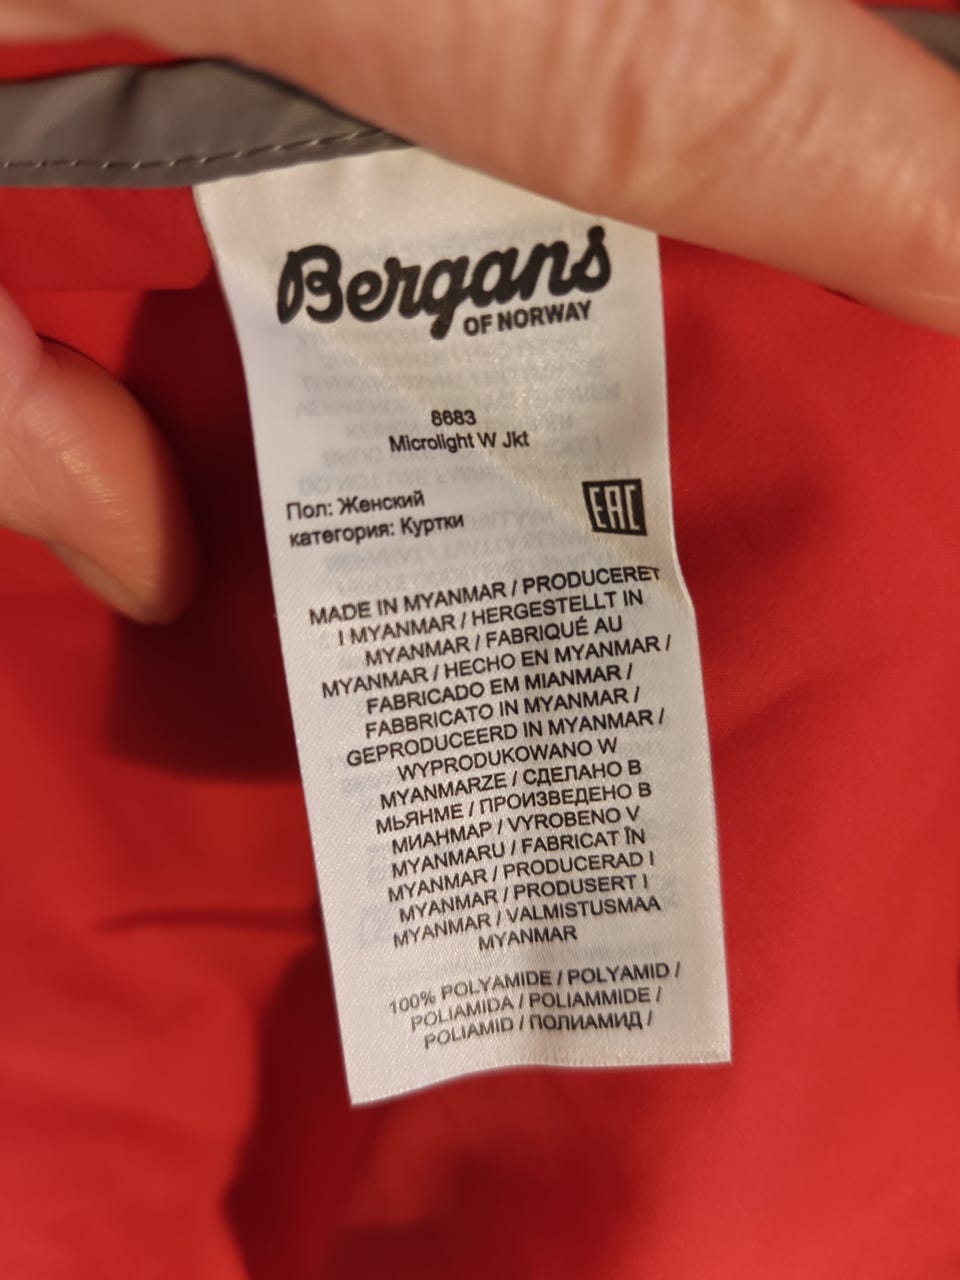 Bergans
OF NORWAY
8683
Microlight W Jkt
Пол: Женский
категория: Куртки
EAC
MADE IN MYANMAR / PRODUCERET
I MYANMAR / HERGESTELLT IN
MYANMAR / FABRIQUÉ AU
MYANMAR / HECHO EN MYANMAR /
FABRICADO EM MIANMAR /
FABBRICATO IN MYANMAR /
GEPRODUCEERD IN MYANMAR /
WYPRODUKOWANO W
MYANMARZE / СДЕЛАНО В
МЬЯНМЕ / ПРОИЗВЕДЕНО В
МИАНМАР / VYROBENO V
MYANMARU / FABRICAT ÎN
MYANMAR / PRODUCERAD I
MYANMAR / PRODUSERT I
MYANMAR / VALMISTUSMAA
MYANMAR
100% POLYAMIDE / POLYAMID /
POLIAMIDA / POLIAMMIDE /
POLIAMID / ПОЛИАМИД /